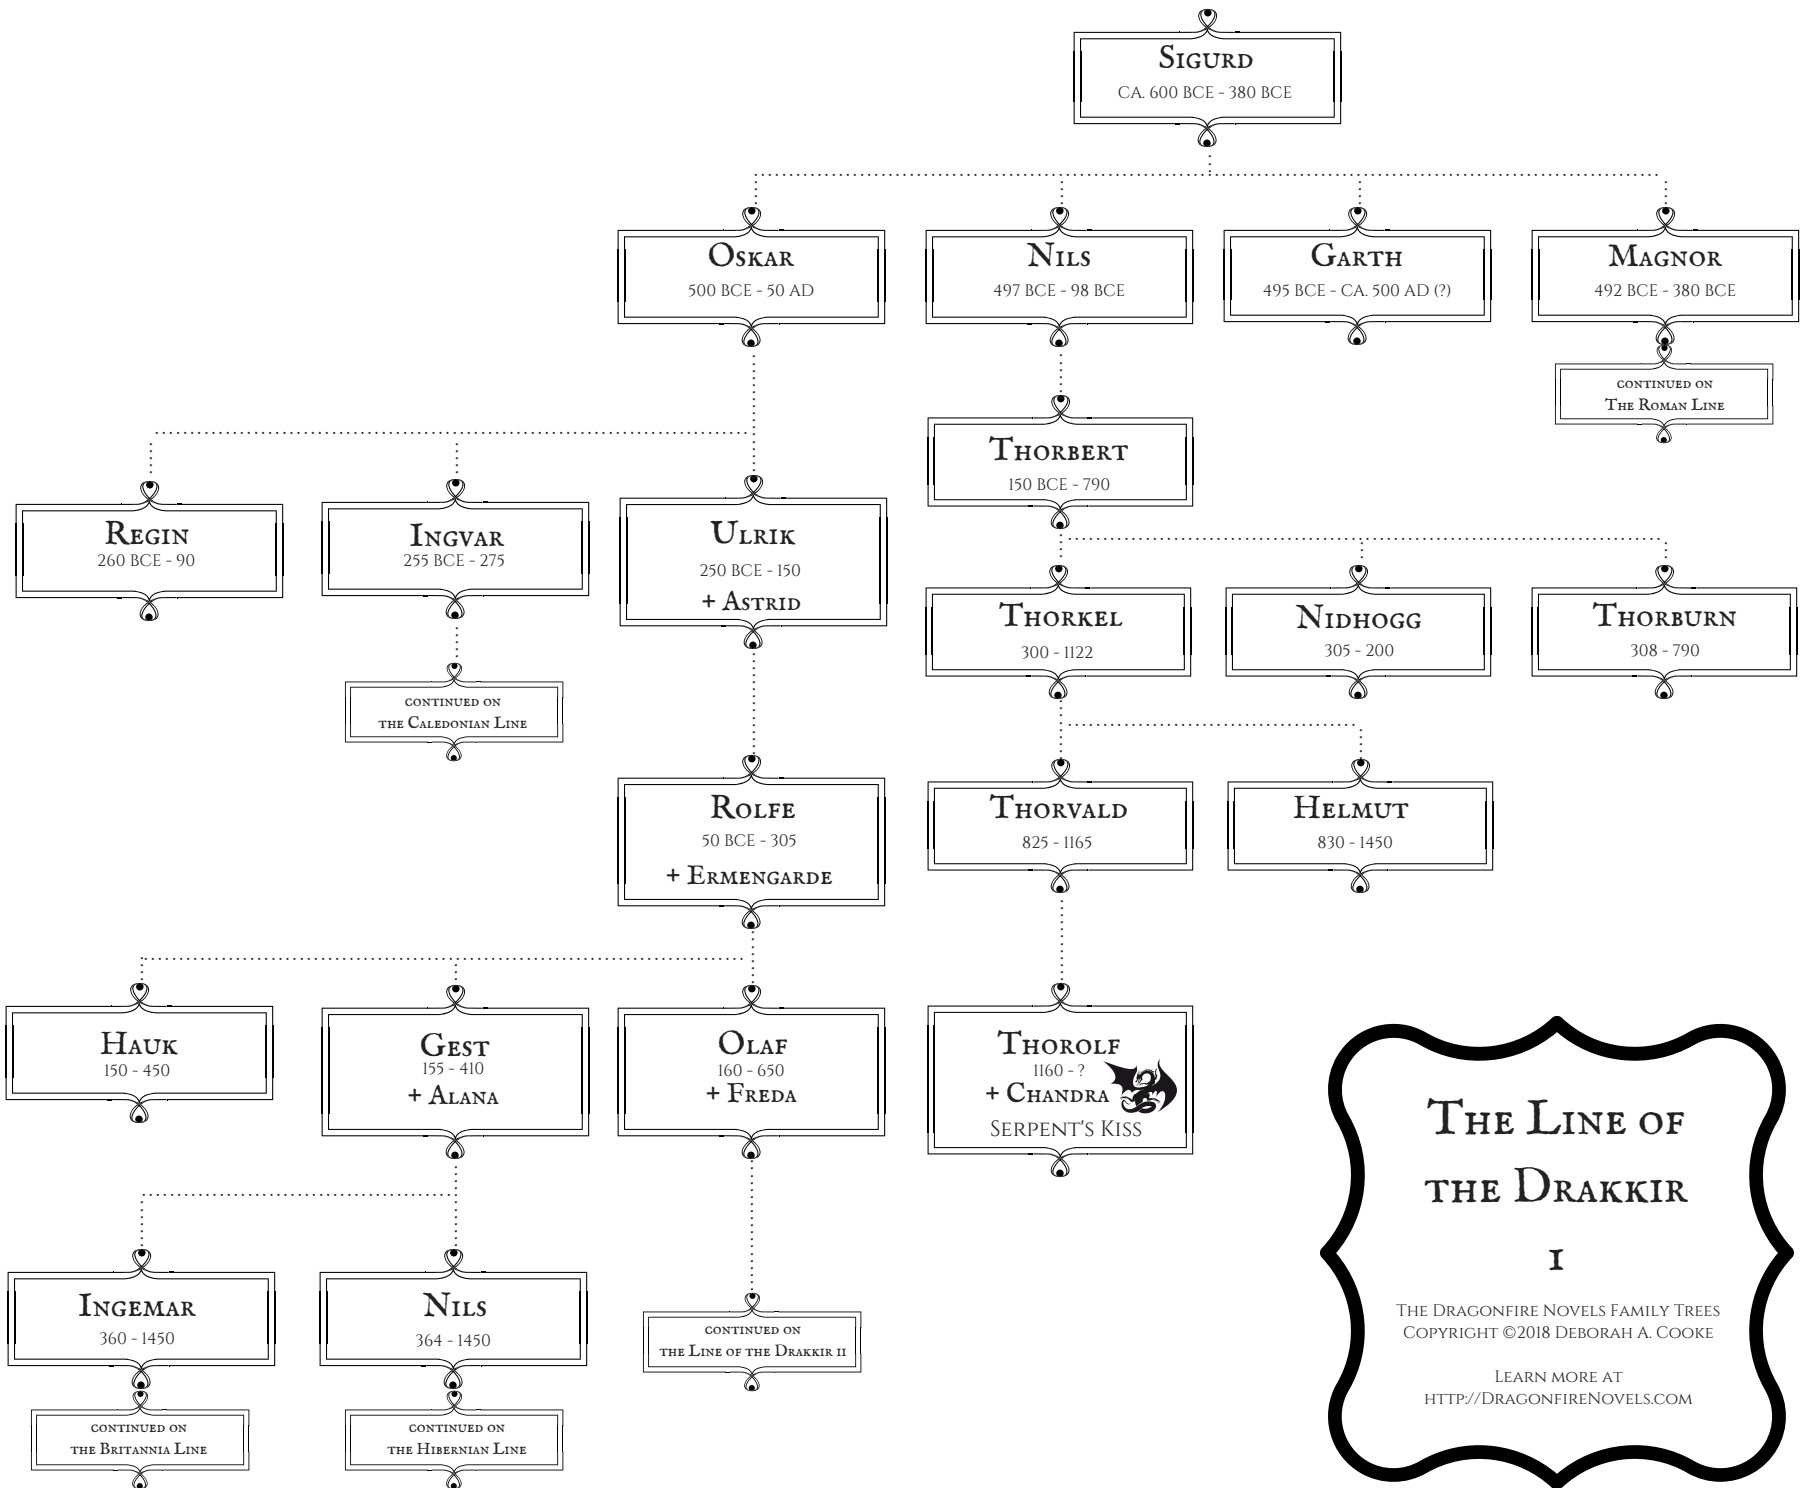 Sigurd
ca. 600 BCE - 380 BCE
Oskar
500 BCE - 50 AD
Nils
497 BCE - 98 BCE
Garth
495 BCE - ca. 500 AD (?)
Magnor
492 BCE - 380 BCE
continued on
The Roman Line
Thorbert
150 BCE - 790
Regin
260 BCE - 90
Ingvar
255 BCE - 275
Ulrik
250 BCE - 150
+ Astrid
Thorkel
300 - 1122
Nidhogg
305 - 200
Thorburn
308 - 790
continued on
the Caledonian Line
Rolfe
50 BCE - 305
+ Ermengarde
Thorvald
825 - 1165
Helmut
830 - 1450
Hauk
150 - 450
Gest
155 - 410
+ Alana
Olaf
160 - 650
+ Freda
Thorolf
1160 - ?
+ Chandra
Serpent's Kiss
Ingemar
360 - 1450
Nils
364 - 1450
continued on
the Line of the Drakkir II
continued on
the Britannia Line
continued on
the Hibernian Line
The Line of
the Drakkir
I
The Dragonfire Novels Family Trees
Copyright ©2018 Deborah A. Cooke
Learn more at
http://DragonfireNovels.com